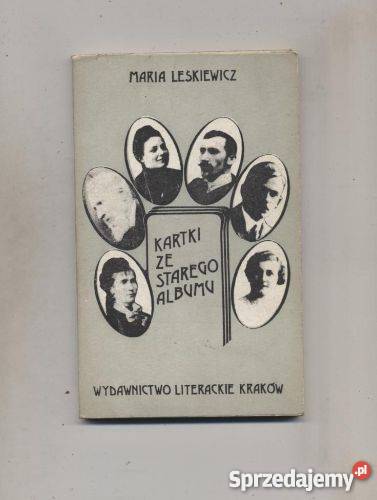 MARIA LESKIEWICZ
KARTKI
ZE
STAREGO
ALBUMU
WYDAWNICTWO LITERACKIE KRAKÓW
Sprzedajemy.pl